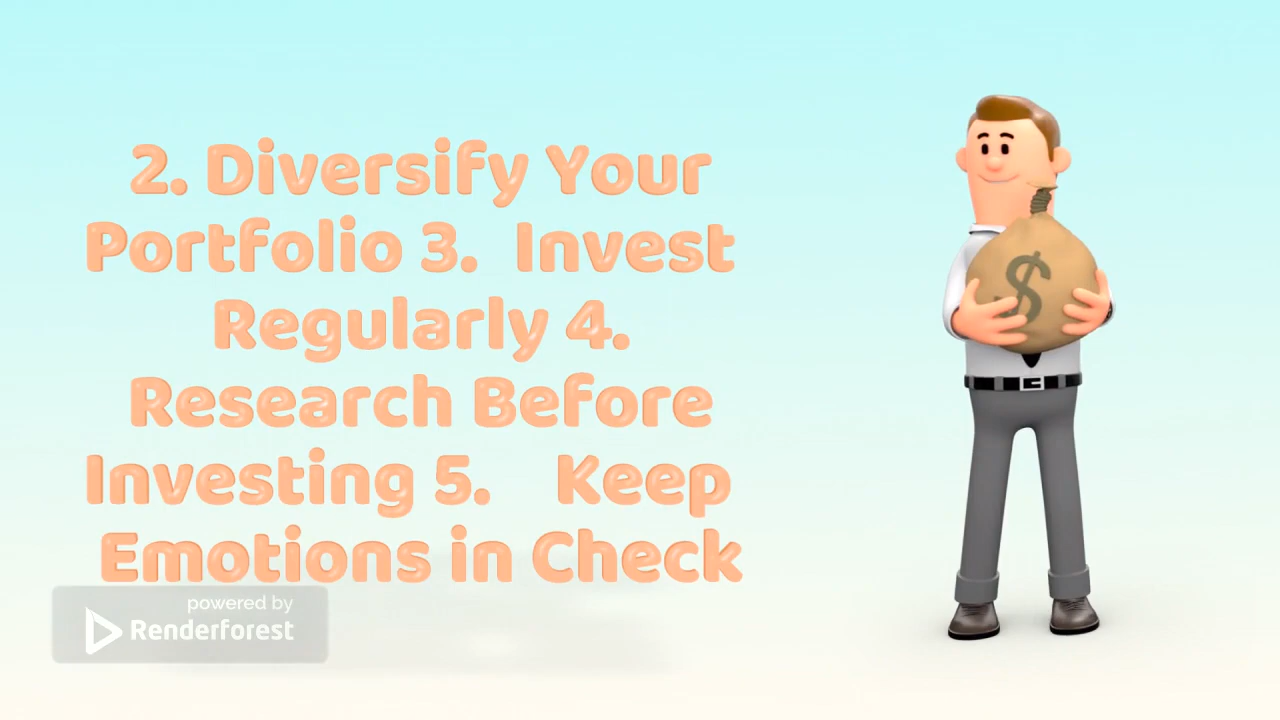 2. Diversify Your
Portfolio 3. Invest
Regularly 4.
Research Before
Investing 5. Keep
Emotions in Check
powered by
Renderforest
$